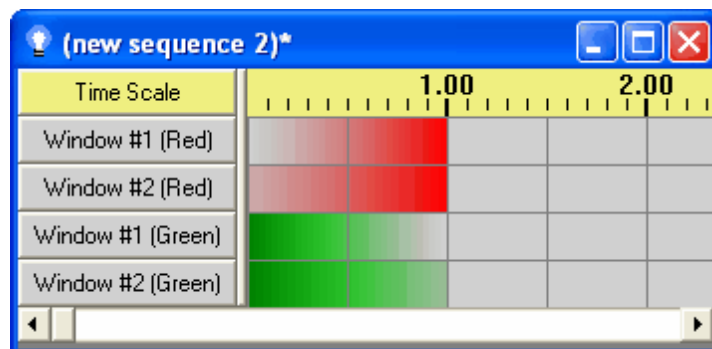 (new sequence 2)*
Time Scale 1.00 2.00
Window #1 (Red)
Window #2 (Red)
Window #1 (Green)
Window #2 (Green)